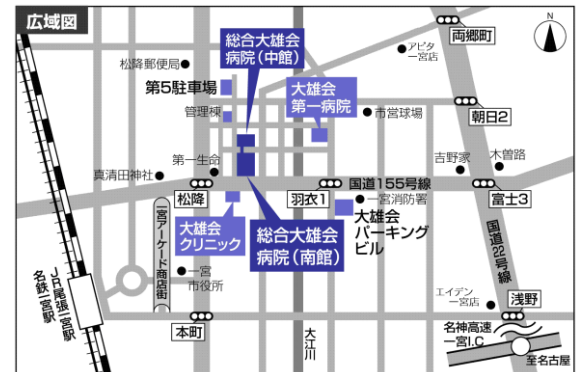 広域図
N
両郷町
総合大雄会
病院(中館)
アピタ
一宮店
松降郵便局
第5駐車場
大雄会
第一病院
管理棟
市営球場
朝日2
吉野家
木曽路
第一生命
真清田神社
松降
羽衣1
国道155号線
富士3
一宮消防署
大雄会
クリニック
総合大雄会
病院(南館)
大雄会
パーキング
ビル
国道22号線
一宮アーケード商店街
一宮
市役所
JR尾張一宮駅
名鉄一宮駅
エイデン
一宮店
浅野
本町
大江川
名神高速
一宮I.C
至名古屋